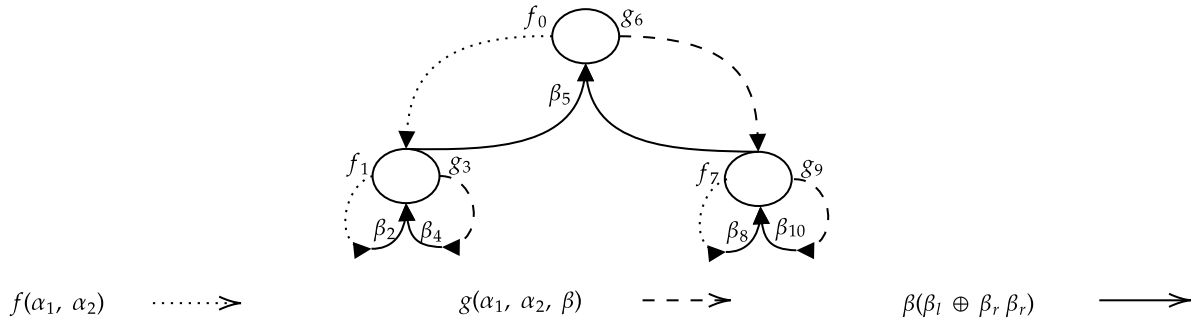 f₀ g₆
β₅
f₁ g₃ f₇ g₉
β₂ β₄ β₈ β₁₀
f(α₁, α₂) g(α₁, α₂, β) β(βₗ ⊕ βᵣ βᵣ)